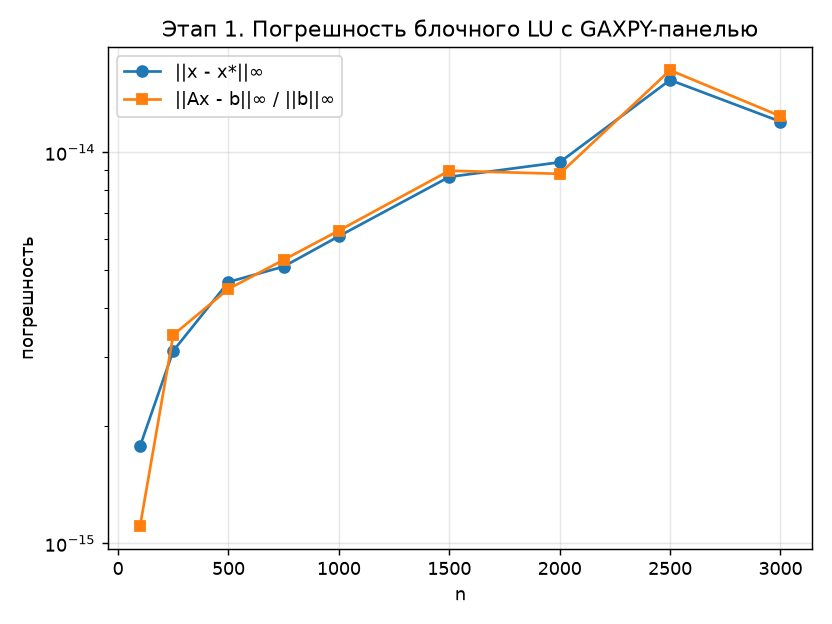 Этап 1. Погрешность блочного LU с GAXPY-панелью
||x - x*||∞
||Ax - b||∞ / ||b||∞
10⁻¹⁴
10⁻¹⁵
погрешность
0 500 1000 1500 2000 2500 3000
n